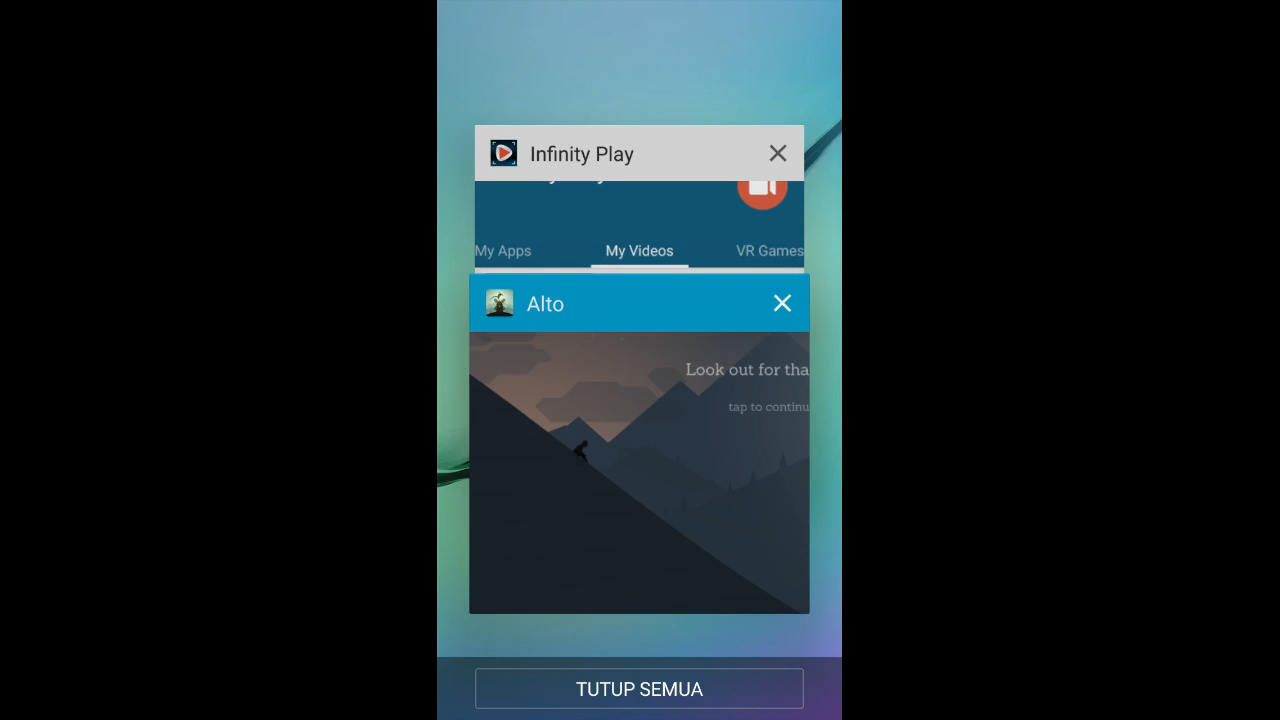 Infinity Play
My Apps
My Videos
VR Games
Alto
Look out for tha
tap to continu
TUTUP SEMUA